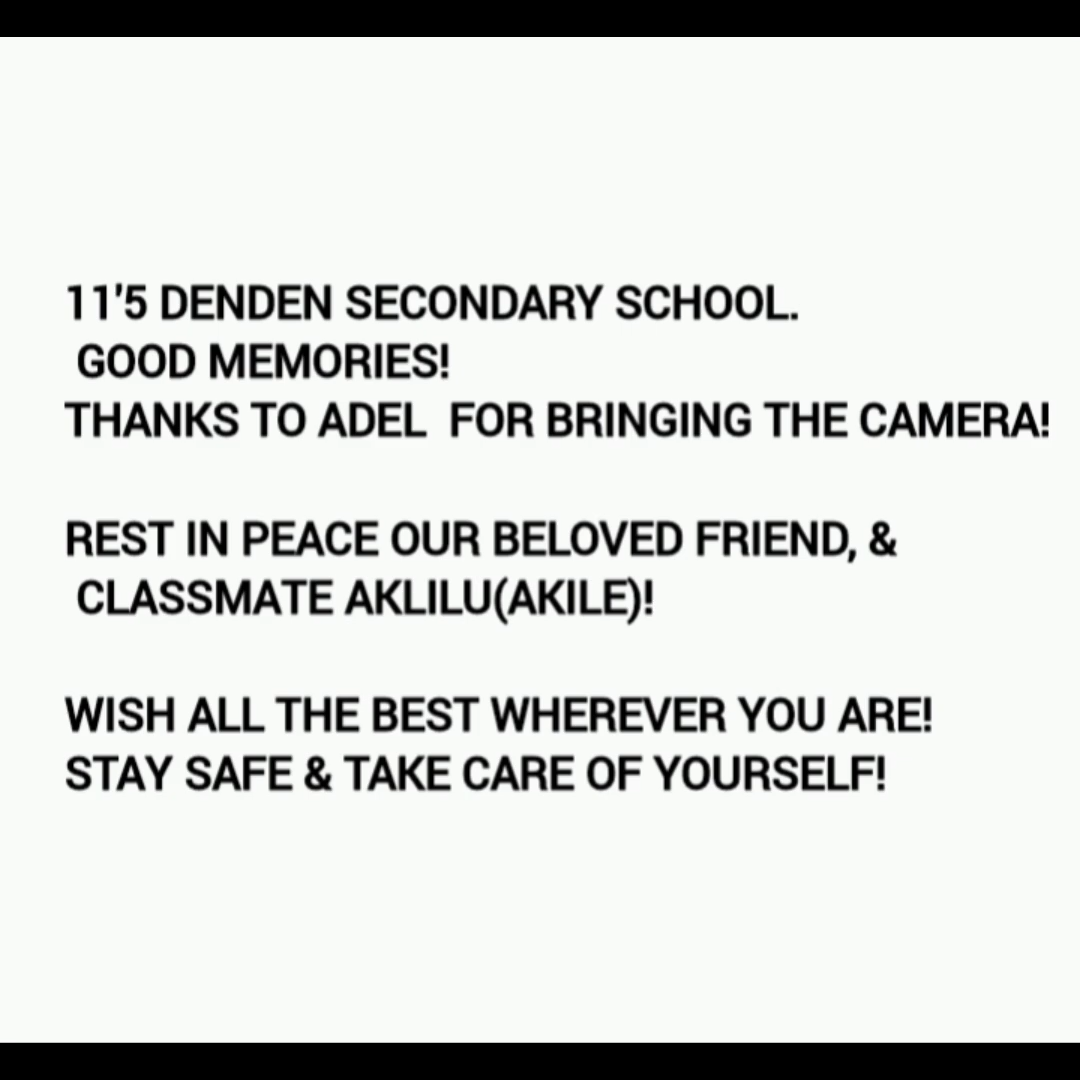 11'5 DENDEN SECONDARY SCHOOL.
GOOD MEMORIES!
THANKS TO ADEL  FOR BRINGING THE CAMERA!
REST IN PEACE OUR BELOVED FRIEND, &
CLASSMATE AKLILU(AKILE)!
WISH ALL THE BEST WHEREVER YOU ARE!
STAY SAFE & TAKE CARE OF YOURSELF!